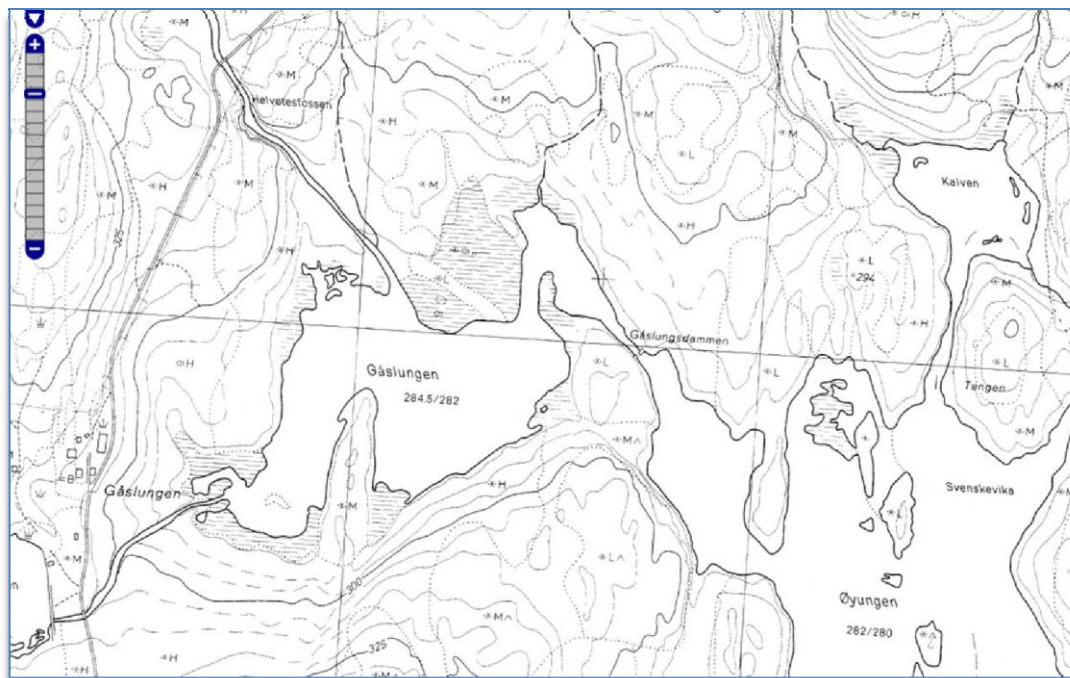 Helvetesfossen
Kalven
294
325
Gåslungsdammen
Gåslungen
284.5/282
Tangen
Gåslungen
Svenskevika
300
Øyungen
282/280
325